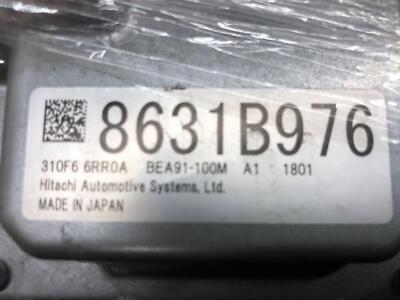 8631B976
310F6 6RR0A BEA91-100M A1 1801
Hitachi Automotive Systems, Ltd.
MADE IN JAPAN